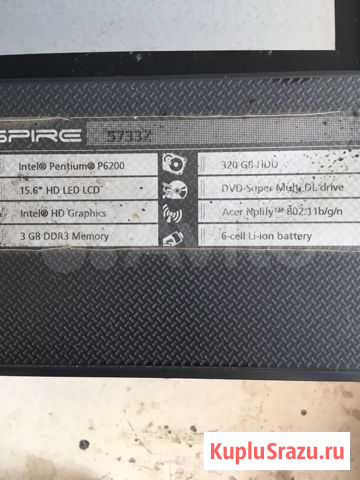 SPIRE 5733Z
Intel® Pentium® P6200
15.6" HD LED LCD
Intel® HD Graphics
3 GB DDR3 Memory
320 GB HDD
DVD-Super Multi DL drive
Acer Nplify™ 802.11b/g/n
6-cell Li-ion battery
KupluSrazu.ru